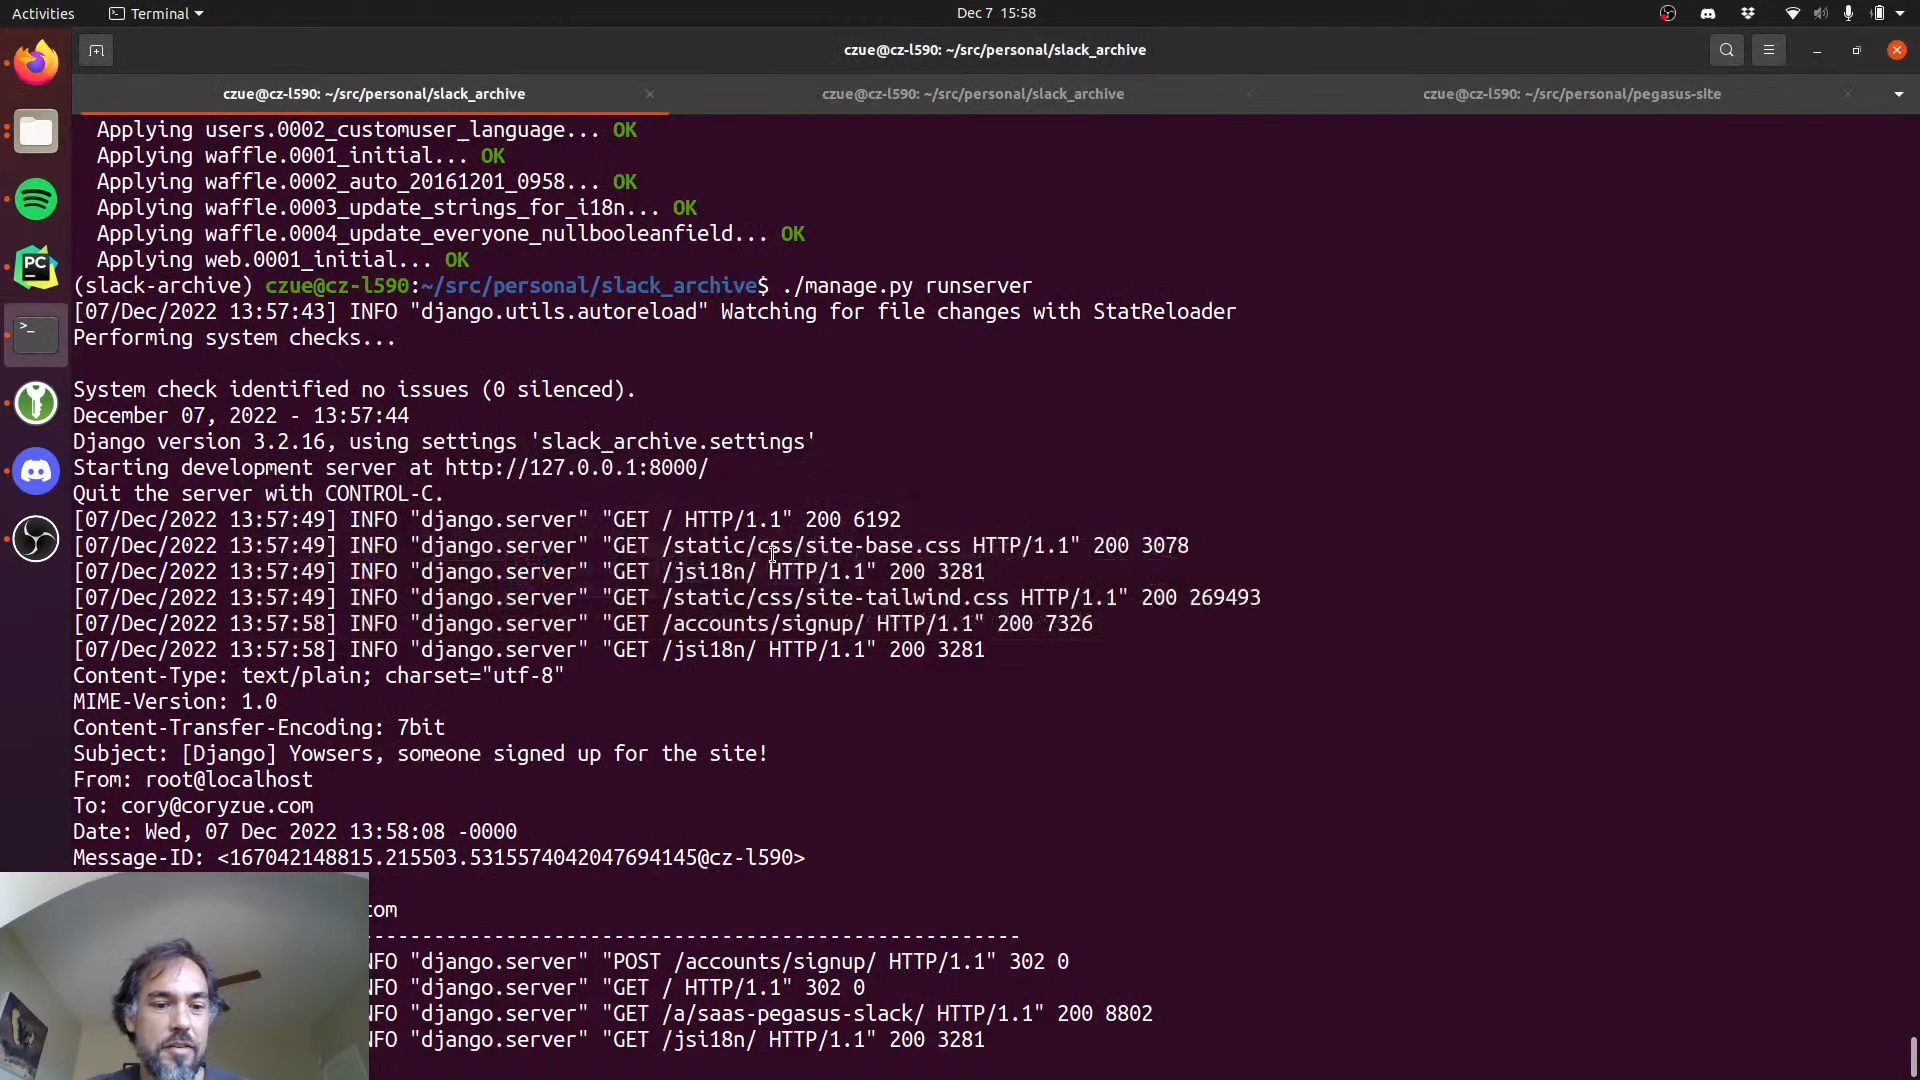 Activities
Terminal
Dec 7 15:58
czue@cz-l590: ~/src/personal/slack_archive
czue@cz-l590: ~/src/personal/slack_archive
czue@cz-l590: ~/src/personal/slack_archive
czue@cz-l590: ~/src/personal/pegasus-site
Applying users.0002_customuser_language... OK
Applying waffle.0001_initial... OK
Applying waffle.0002_auto_20161201_0958... OK
Applying waffle.0003_update_strings_for_i18n... OK
Applying waffle.0004_update_everyone_nullbooleanfield... OK
Applying web.0001_initial... OK
(slack-archive) czue@cz-l590:~/src/personal/slack_archive$ ./manage.py runserver
[07/Dec/2022 13:57:43] INFO "django.utils.autoreload" Watching for file changes with StatReloader
Performing system checks...
System check identified no issues (0 silenced).
December 07, 2022 - 13:57:44
Django version 3.2.16, using settings 'slack_archive.settings'
Starting development server at http://127.0.0.1:8000/
Quit the server with CONTROL-C.
[07/Dec/2022 13:57:49] INFO "django.server" "GET / HTTP/1.1" 200 6192
[07/Dec/2022 13:57:49] INFO "django.server" "GET /static/css/site-base.css HTTP/1.1" 200 3078
[07/Dec/2022 13:57:49] INFO "django.server" "GET /jsi18n/ HTTP/1.1" 200 3281
[07/Dec/2022 13:57:49] INFO "django.server" "GET /static/css/site-tailwind.css HTTP/1.1" 200 269493
[07/Dec/2022 13:57:58] INFO "django.server" "GET /accounts/signup/ HTTP/1.1" 200 7326
[07/Dec/2022 13:57:58] INFO "django.server" "GET /jsi18n/ HTTP/1.1" 200 3281
Content-Type: text/plain; charset="utf-8"
MIME-Version: 1.0
Content-Transfer-Encoding: 7bit
Subject: [Django] Yowsers, someone signed up for the site!
From: root@localhost
To: cory@coryzue.com
Date: Wed, 07 Dec 2022 13:58:08 -0000
Message-ID: <167042148815.215503.5315574042047694145@cz-l590>
com
------------------------------------------------------
NFO "django.server" "POST /accounts/signup/ HTTP/1.1" 302 0
NFO "django.server" "GET / HTTP/1.1" 302 0
NFO "django.server" "GET /a/saas-pegasus-slack/ HTTP/1.1" 200 8802
NFO "django.server" "GET /jsi18n/ HTTP/1.1" 200 3281
PC